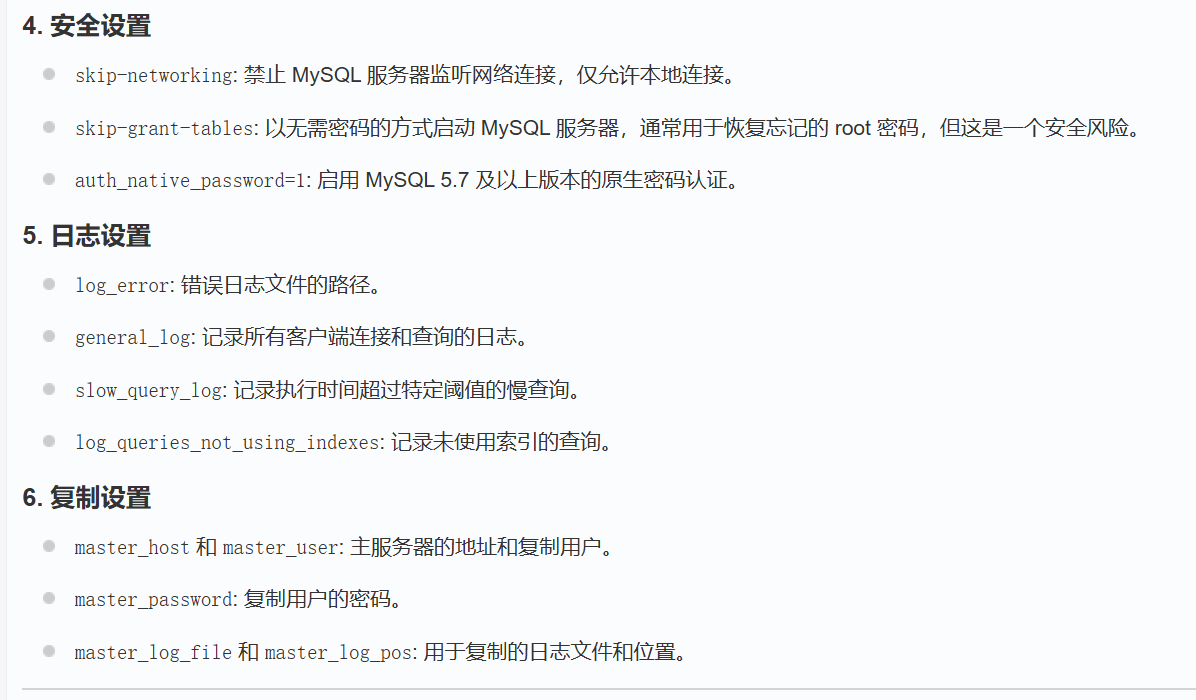 4. 安全设置
skip-networking: 禁止 MySQL 服务器监听网络连接，仅允许本地连接。
skip-grant-tables: 以无需密码的方式启动 MySQL 服务器，通常用于恢复忘记的 root 密码，但这是一个安全风险。
auth_native_password=1: 启用 MySQL 5.7 及以上版本的原生密码认证。
5. 日志设置
log_error: 错误日志文件的路径。
general_log: 记录所有客户端连接和查询的日志。
slow_query_log: 记录执行时间超过特定阈值的慢查询。
log_queries_not_using_indexes: 记录未使用索引的查询。
6. 复制设置
master_host 和 master_user: 主服务器的地址和复制用户。
master_password: 复制用户的密码。
master_log_file 和 master_log_pos: 用于复制的日志文件和位置。